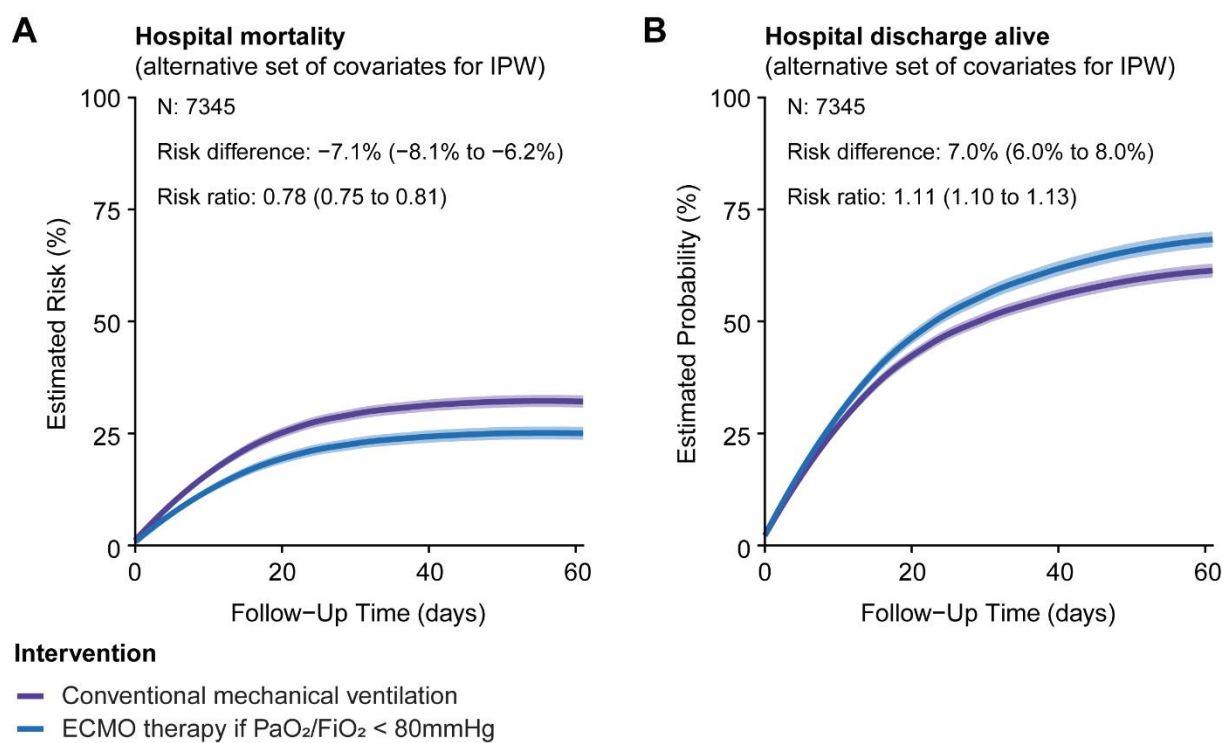 A
Hospital mortality
(alternative set of covariates for IPW)
N: 7345
Risk difference: −7.1% (−8.1% to −6.2%)
Risk ratio: 0.78 (0.75 to 0.81)
Estimated Risk (%)
100
75
50
25
0
0 20 40 60
Follow−Up Time (days)
B
Hospital discharge alive
(alternative set of covariates for IPW)
N: 7345
Risk difference: 7.0% (6.0% to 8.0%)
Risk ratio: 1.11 (1.10 to 1.13)
Estimated Probability (%)
100
75
50
25
0
0 20 40 60
Follow−Up Time (days)
Intervention
Conventional mechanical ventilation
ECMO therapy if PaO₂/FiO₂ < 80mmHg